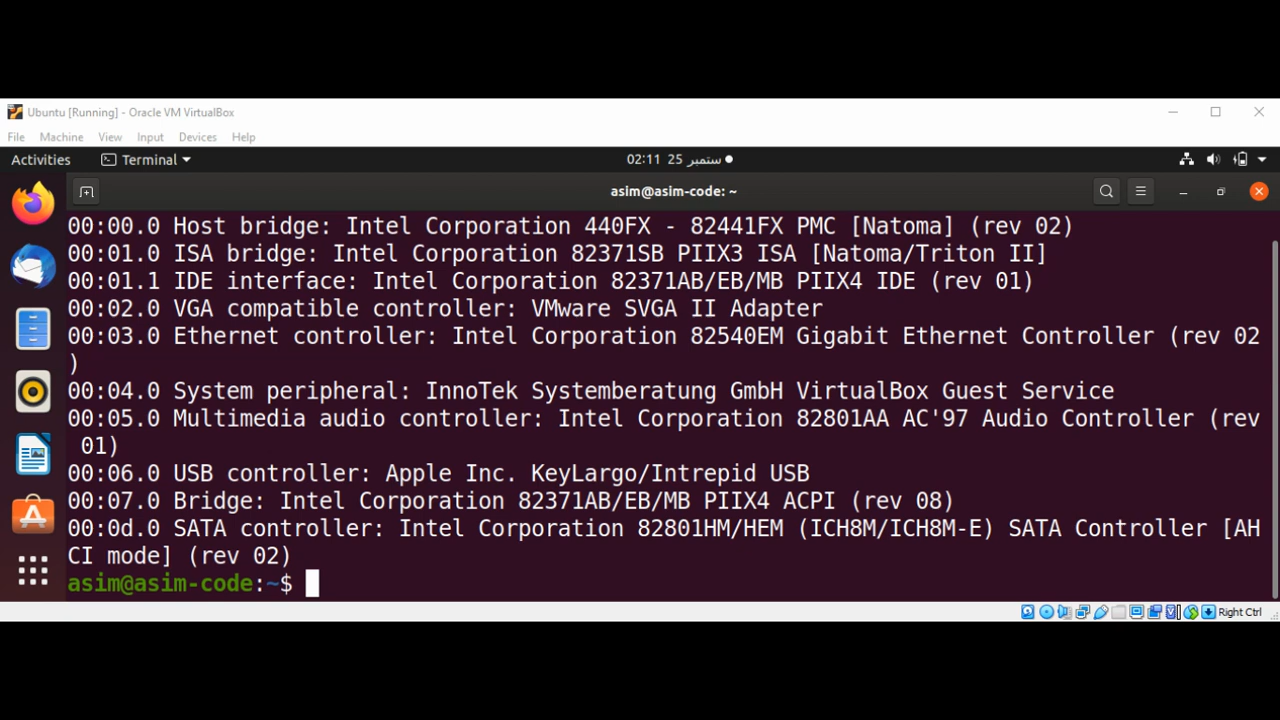 Ubuntu [Running] - Oracle VM VirtualBox
File Machine View Input Devices Help
Activities Terminal 02:11 25 ستمبر
asim@asim-code: ~
00:00.0 Host bridge: Intel Corporation 440FX - 82441FX PMC [Natoma] (rev 02)
00:01.0 ISA bridge: Intel Corporation 82371SB PIIX3 ISA [Natoma/Triton II]
00:01.1 IDE interface: Intel Corporation 82371AB/EB/MB PIIX4 IDE (rev 01)
00:02.0 VGA compatible controller: VMware SVGA II Adapter
00:03.0 Ethernet controller: Intel Corporation 82540EM Gigabit Ethernet Controller (rev 02
)
00:04.0 System peripheral: InnoTek Systemberatung GmbH VirtualBox Guest Service
00:05.0 Multimedia audio controller: Intel Corporation 82801AA AC'97 Audio Controller (rev
01)
00:06.0 USB controller: Apple Inc. KeyLargo/Intrepid USB
00:07.0 Bridge: Intel Corporation 82371AB/EB/MB PIIX4 ACPI (rev 08)
00:0d.0 SATA controller: Intel Corporation 82801HM/HEM (ICH8M/ICH8M-E) SATA Controller [AH
CI mode] (rev 02)
asim@asim-code:~$
Right Ctrl